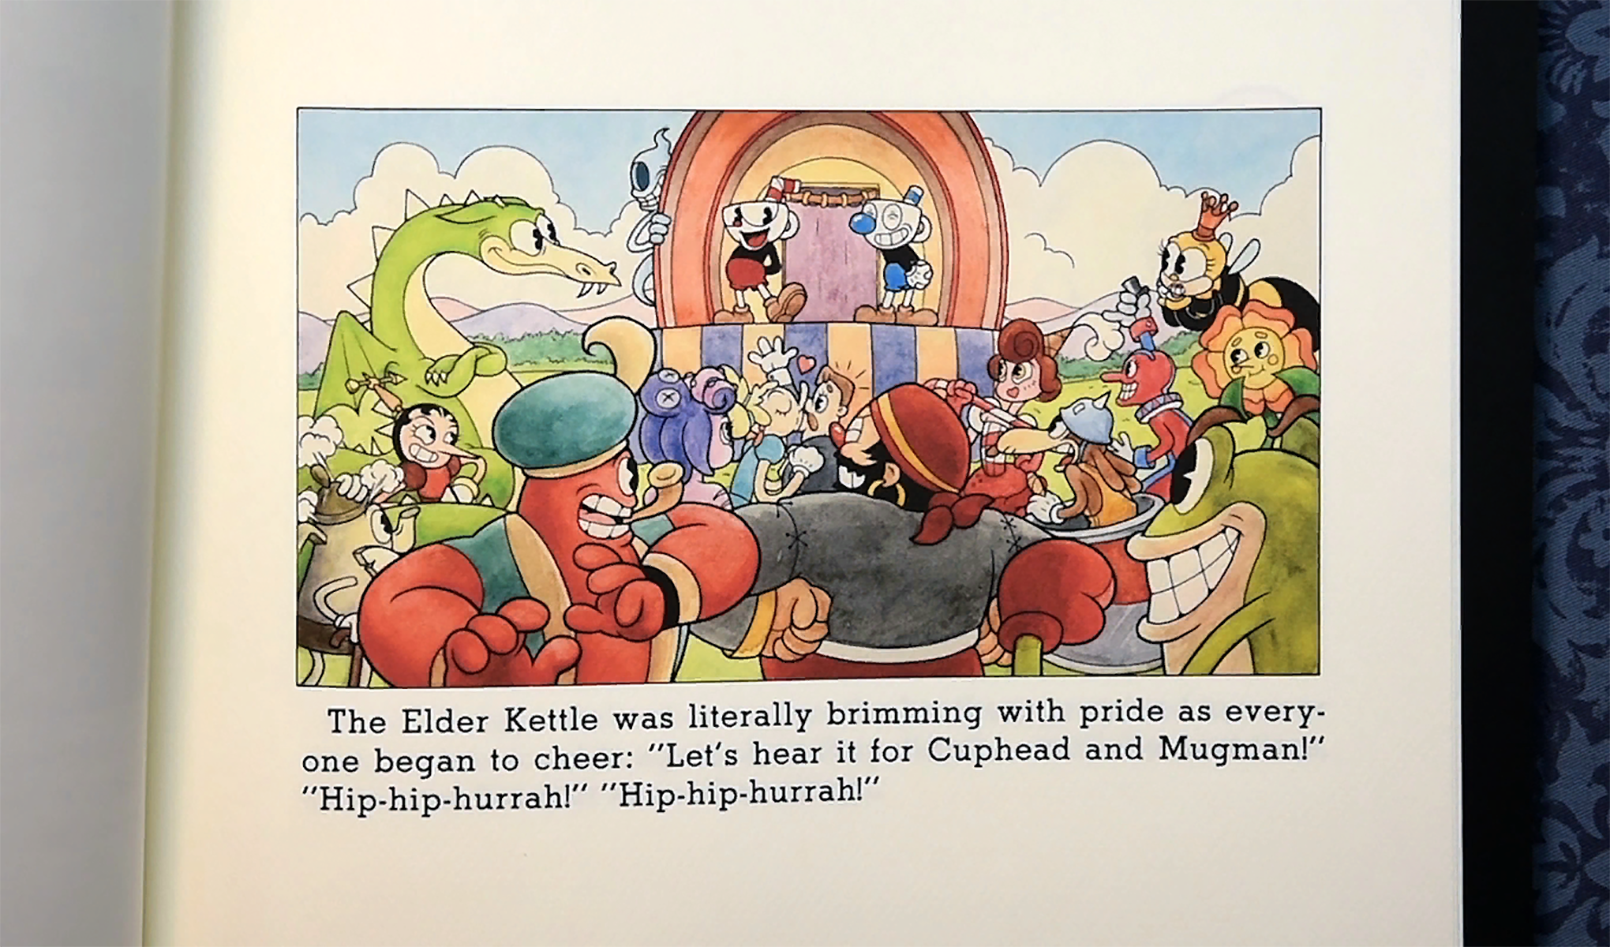 The Elder Kettle was literally brimming with pride as every-
one began to cheer: "Let's hear it for Cuphead and Mugman!"
"Hip-hip-hurrah!" "Hip-hip-hurrah!"